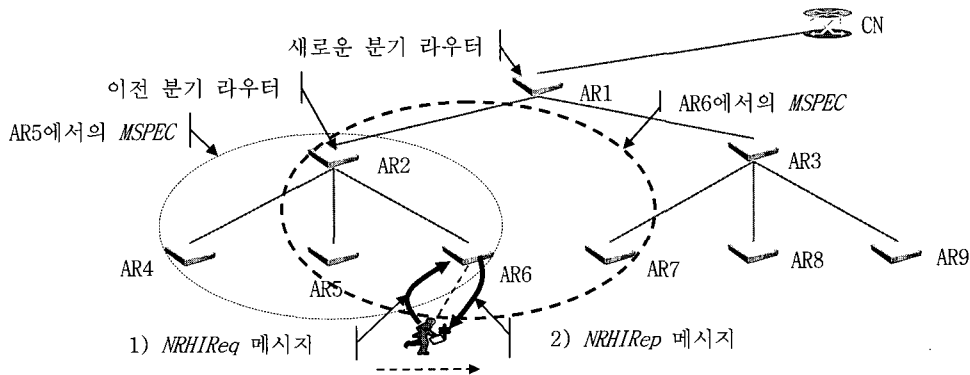 CN
새로운 분기 라우터
이전 분기 라우터
AR1
AR6에서의 MSPEC
AR5에서의 MSPEC
AR2
AR3
AR4
AR5
AR6
AR7
AR8
AR9
1) NRHIReq 메시지
2) NRHIRep 메시지